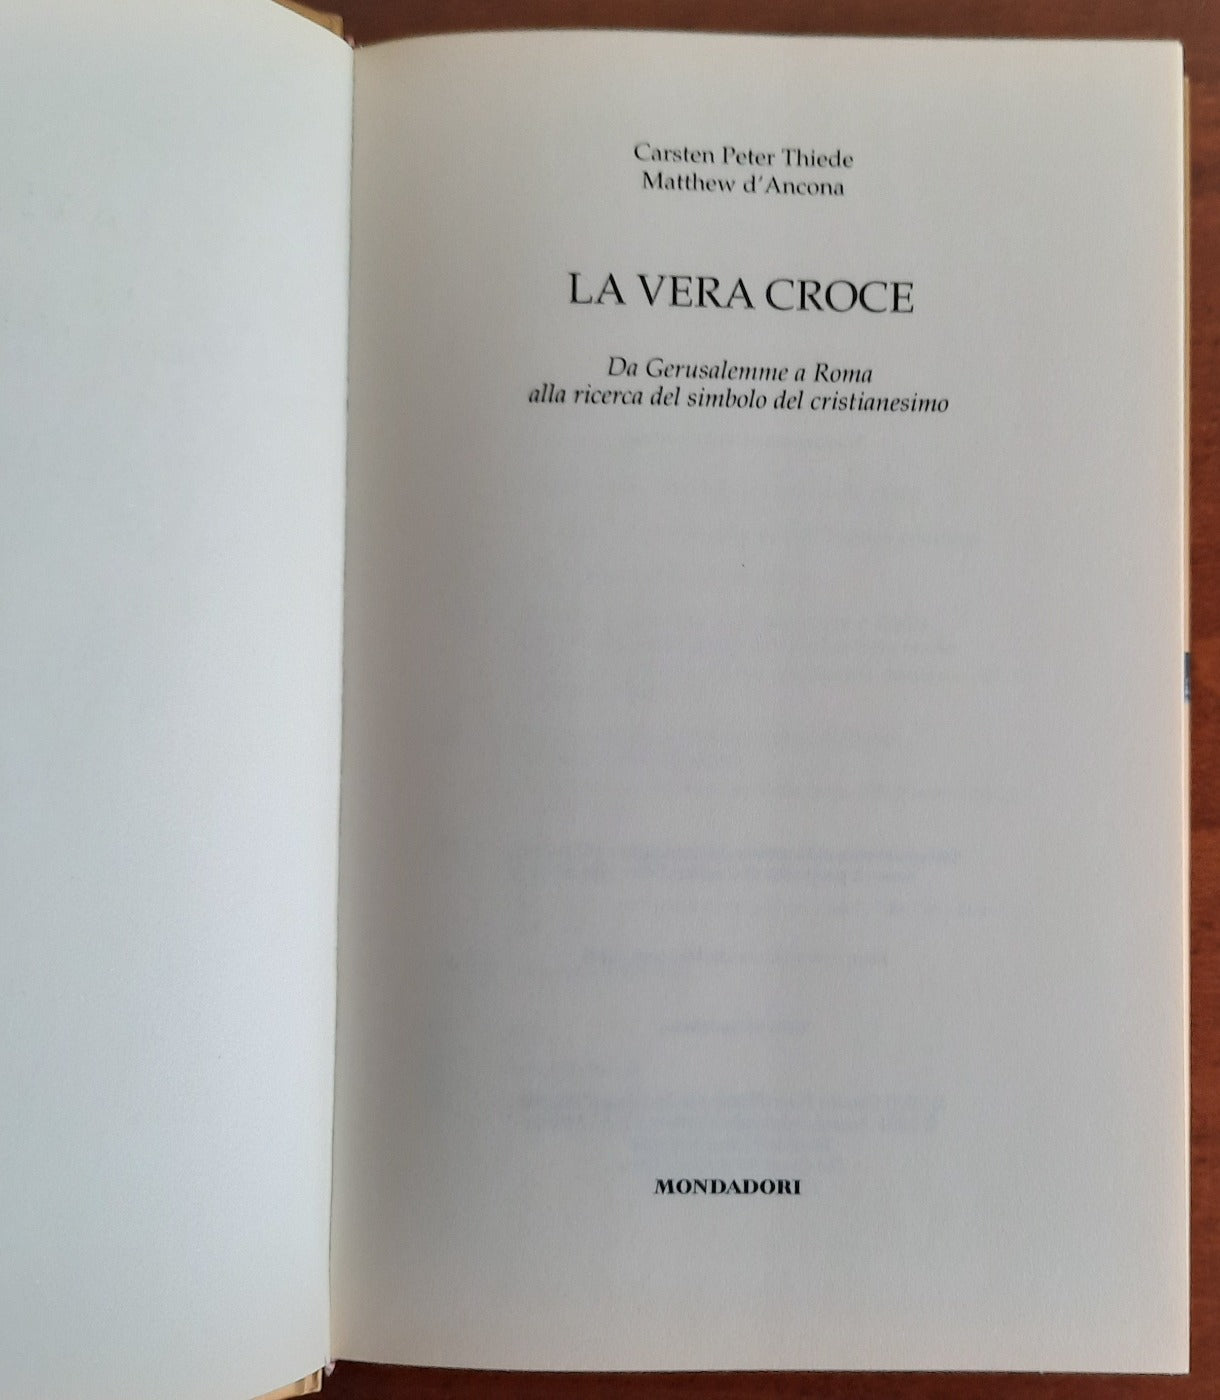 Carsten Peter Thiede
Matthew d'Ancona
LA VERA CROCE
Da Gerusalemme a Roma
alla ricerca del simbolo del cristianesimo
MONDADORI